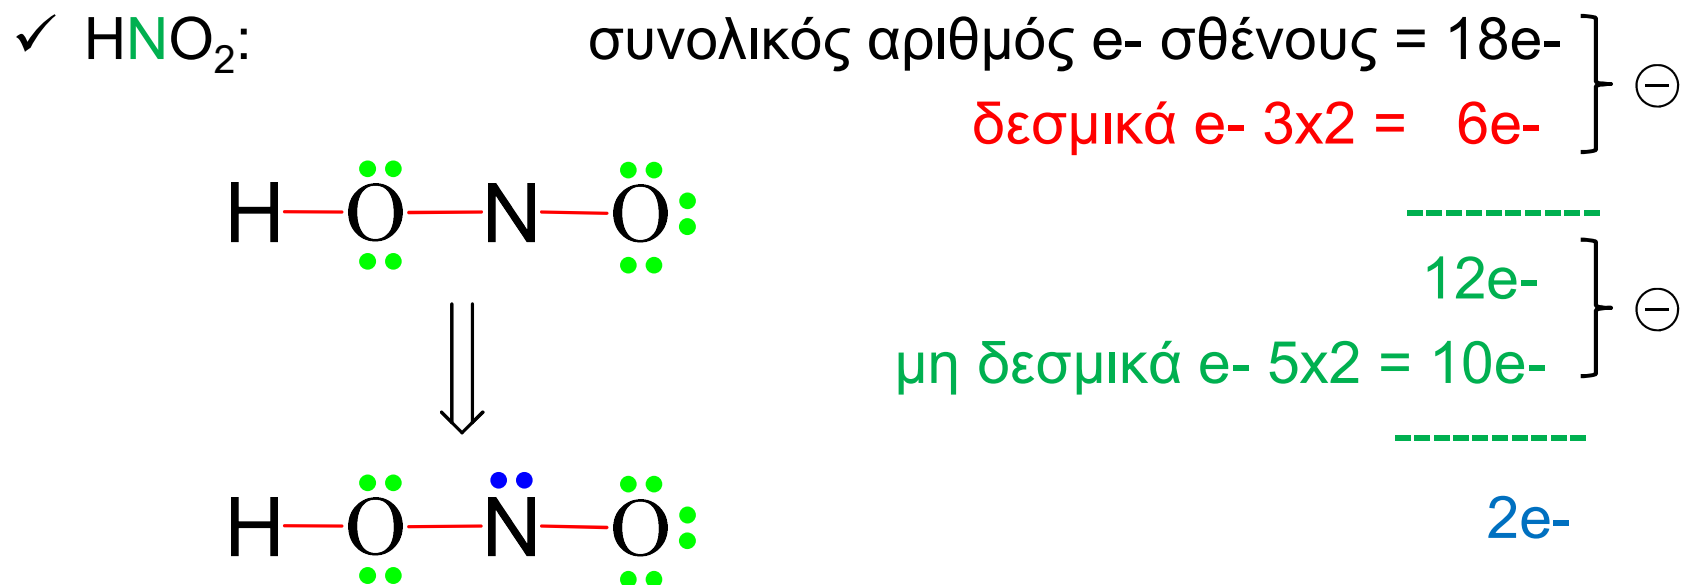 ✓ HNO₂: συνολικός αριθμός e- σθένους = 18e-
δεσμικά e- 3x2 = 6e-
H O N O
12e-
μη δεσμικά e- 5x2 = 10e-
H O N O
2e-